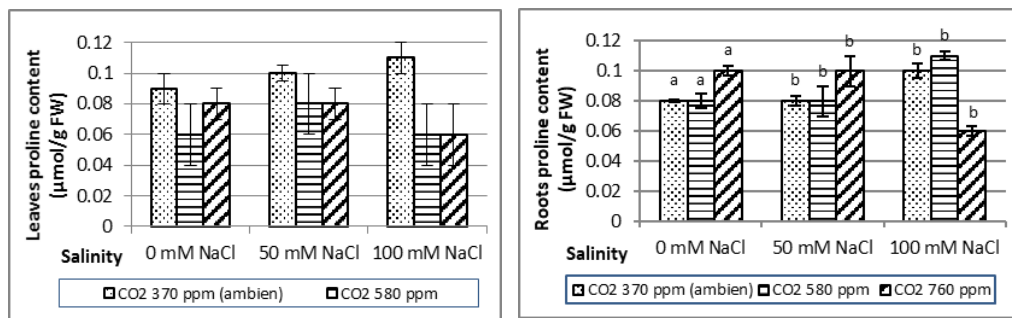 Leaves proline content
(µmol/g FW)
0.12
0.1
0.08
0.06
0.04
0.02
0
Salinity
0 mM NaCl 50 mM NaCl 100 mM NaCl
CO2 370 ppm (ambien) CO2 580 ppm
Roots proline content
(µmol/g FW)
0.12
0.1
0.08
0.06
0.04
0.02
0
a a a b b b b b b
Salinity
0 mM NaCl 50 mM NaCl 100 mM NaCl
CO2 370 ppm (ambien) CO2 580 ppm CO2 760 ppm